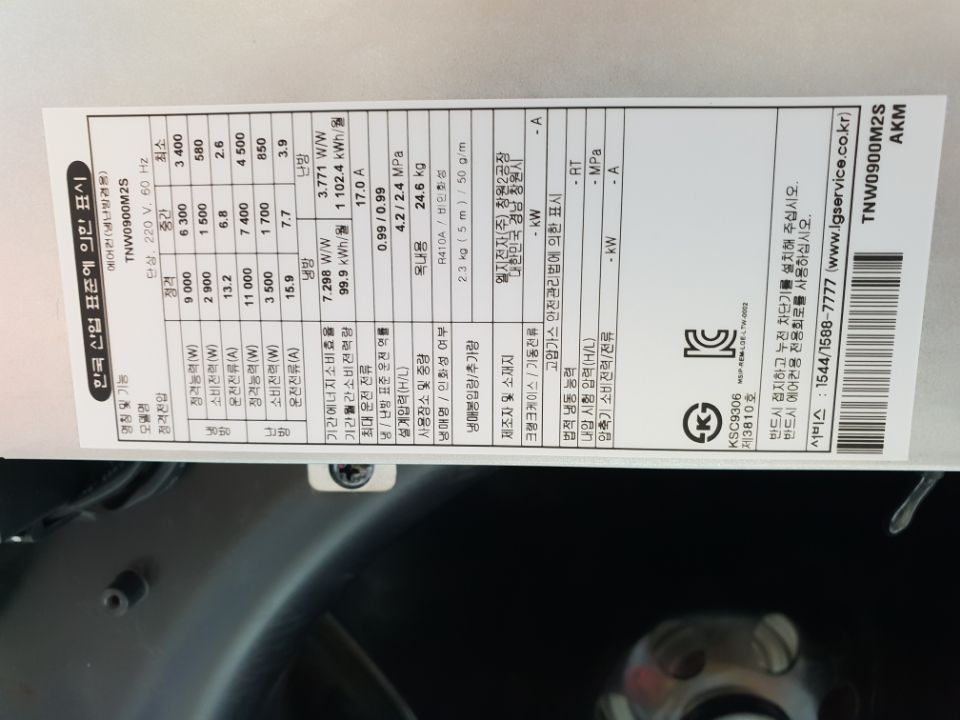 한국 산업 표준에 의한 표시
명칭 및 기능 에어컨(냉난방겸용)
모델명 TNW0900M2S
정격전압 단상, 220 V, 60 Hz
정격 중간 최소
냉방 정격능력(W) 9 000 6 300 3 400
소비전력(W) 2 900 1 500 580
운전전류(A) 13.2 6.8 2.6
난방 정격능력(W) 11 000 7 400 4 500
소비전력(W) 3 500 1 700 850
운전전류(A) 15.9 7.7 3.9
냉방 난방
기간에너지소비효율 7.298 W/W 3.771 W/W
기간월간소비전력량 99.9 kWh/월 1 102.4 kWh/월
최대 운전 전류 17.0 A
냉 / 난방 표준 운전 역률 0.99 / 0.99
설계압력(H/L) 4.2 / 2.4 MPa
사용장소 및 중량 옥내용 24.6 kg
냉매명 / 인화성 여부 R410A / 비인화성
냉매봉입량/추가량 2.3 kg ( 5 m ) / 50 g/m
제조자 및 소재지 엘지전자(주) 창원2공장
대한민국 경남 창원시
크랭크케이스 / 기동전류 - kW - A
고압가스 안전관리법에 의한 표시
법적 냉동 능력 - RT
내압 시험 압력(H/L) - MPa
압축기 소비전력/전류 - kW - A
KSC9306
제3810호
MSIP-REM-LGE-LTW-0002
반드시 접지하고 누전 차단기를 설치해 주십시오.
반드시 에어컨용 전용회로를 사용하십시오.
서비스 : 1544/1588-7777 (www.lgservice.co.kr)
TNW0900M2S
AKM